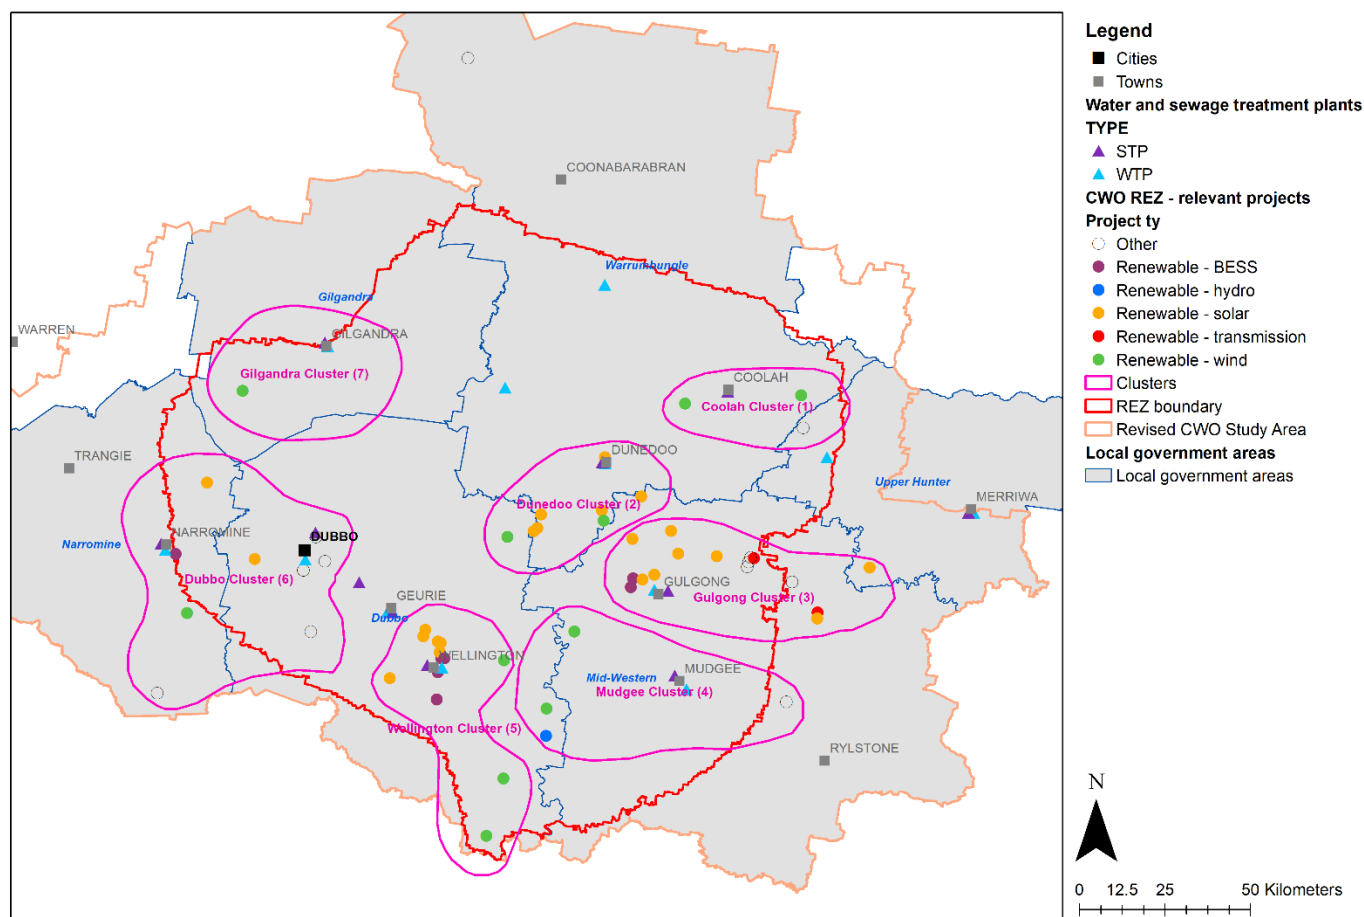 COONABARABRAN
Warrumbungle
Gilgandra
WARREN
GILGANDRA
Gilgandra Cluster (7)
COOLAH
Coolah Cluster (1)
TRANGIE
DUNEDOO
Dunedoo Cluster (2)
Upper Hunter
MERRIWA
NARROMINE
Narromine
DUBBO
Dubbo Cluster (6)
GULGONG
Gulgong Cluster (3)
GEURIE
Dubbo
WELLINGTON
MUDGEE
Mid-Western
Mudgee Cluster (4)
Wellington Cluster (5)
RYLSTONE
Legend
Cities
Towns
Water and sewage treatment plants
TYPE
STP
WTP
CWO REZ - relevant projects
Project ty
Other
Renewable - BESS
Renewable - hydro
Renewable - solar
Renewable - transmission
Renewable - wind
Clusters
REZ boundary
Revised CWO Study Area
Local government areas
Local government areas
N
0 12.5 25 50 Kilometers